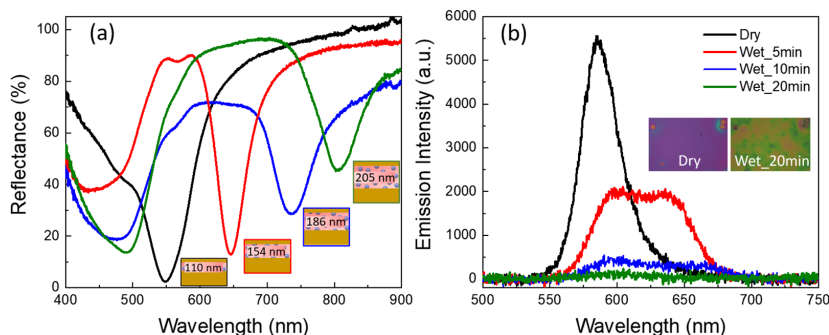 (a)
Reflectance (%)
100
80
60
40
20
0
110 nm
154 nm
186 nm
205 nm
400 500 600 700 800 900
Wavelength (nm)
(b)
Emission Intensity (a.u.)
6000
5000
4000
3000
2000
1000
0
Dry
Wet_5min
Wet_10min
Wet_20min
Dry
Wet_20min
500 550 600 650 700 750
Wavelength (nm)